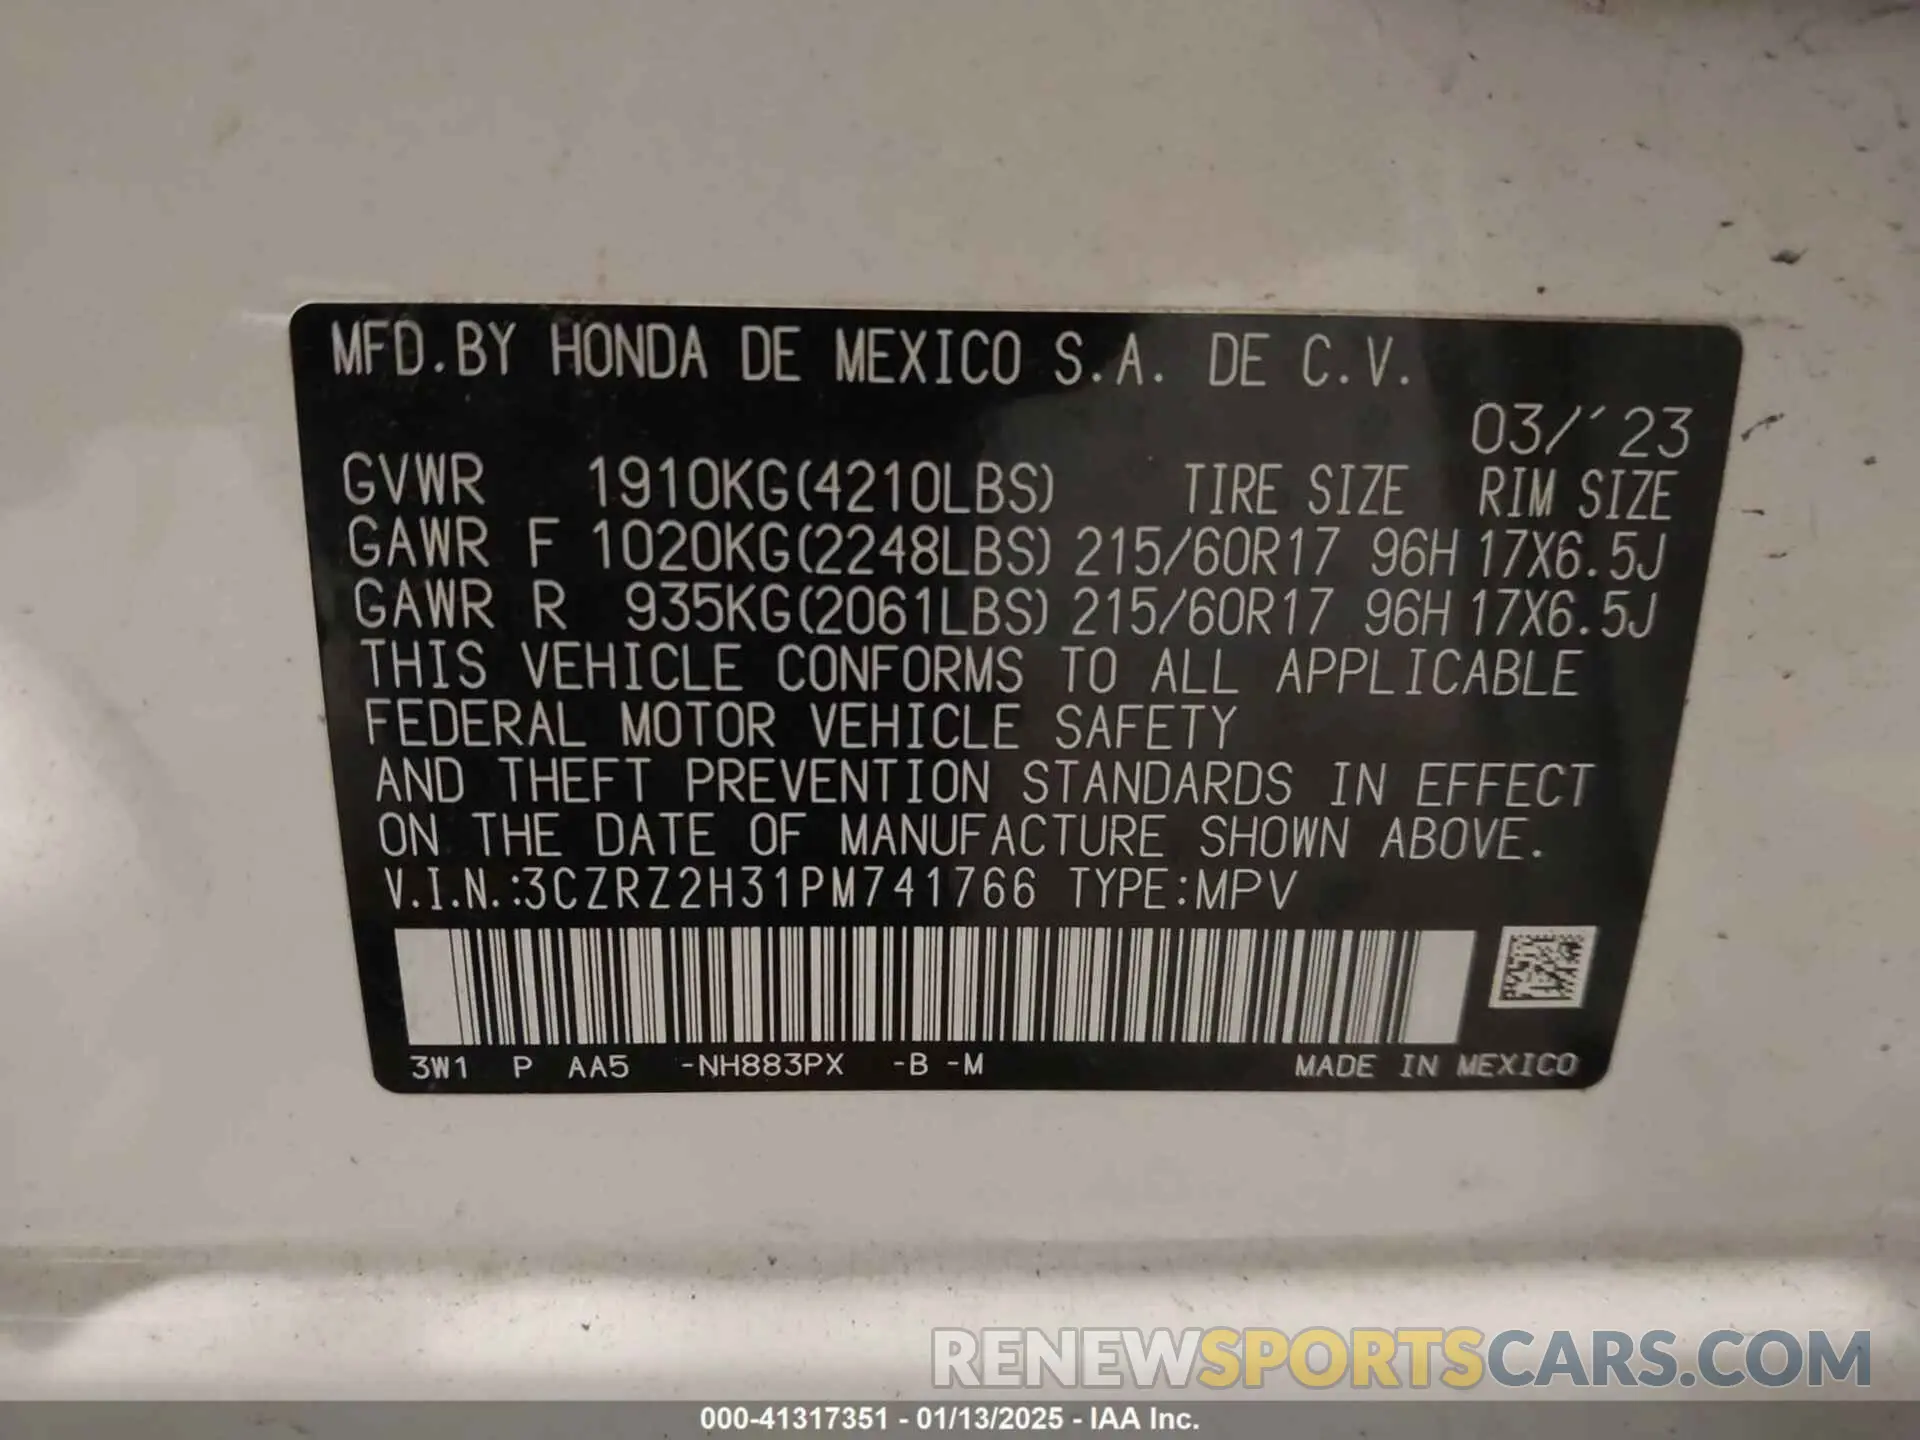 MFD.BY HONDA DE MEXICO S.A. DE C.V.
03/´23
GVWR 1910KG(4210LBS) TIRE SIZE RIM SIZE
GAWR F 1020KG(2248LBS) 215/60R17 96H 17X6.5J
GAWR R 935KG(2061LBS) 215/60R17 96H 17X6.5J
THIS VEHICLE CONFORMS TO ALL APPLICABLE
FEDERAL MOTOR VEHICLE SAFETY
AND THEFT PREVENTION STANDARDS IN EFFECT
ON THE DATE OF MANUFACTURE SHOWN ABOVE.
V.I.N.:3CZRZ2H31PM741766 TYPE:MPV
3W1 P AA5 -NH883PX -B -M MADE IN MEXICO
RENEWSPORTSCARS.COM
000-41317351 - 01/13/2025 - IAA Inc.